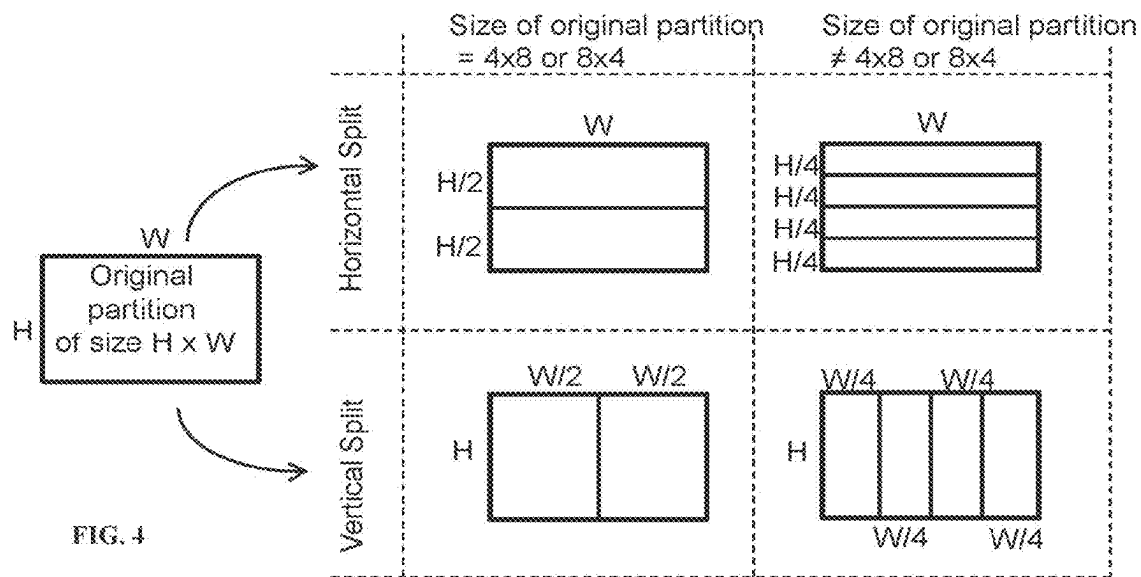 Size of original partition
= 4x8 or 8x4
Size of original partition
≠ 4x8 or 8x4
Horizontal Split
W
H/2
H/2
W
H/4
H/4
H/4
H/4
W
H
Original
partition
of size H x W
Vertical Split
W/2 W/2
H
W/4 W/4
H
W/4 W/4
FIG. 4